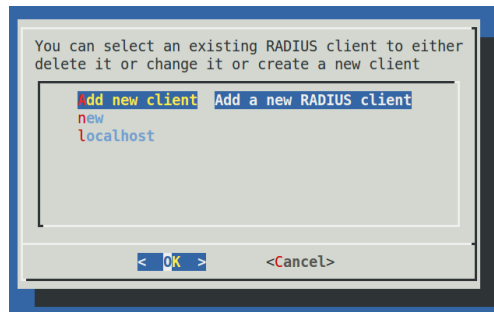 You can select an existing RADIUS client to either
delete it or change it or create a new client
Add new client Add a new RADIUS client
new
localhost
< OK > <Cancel>